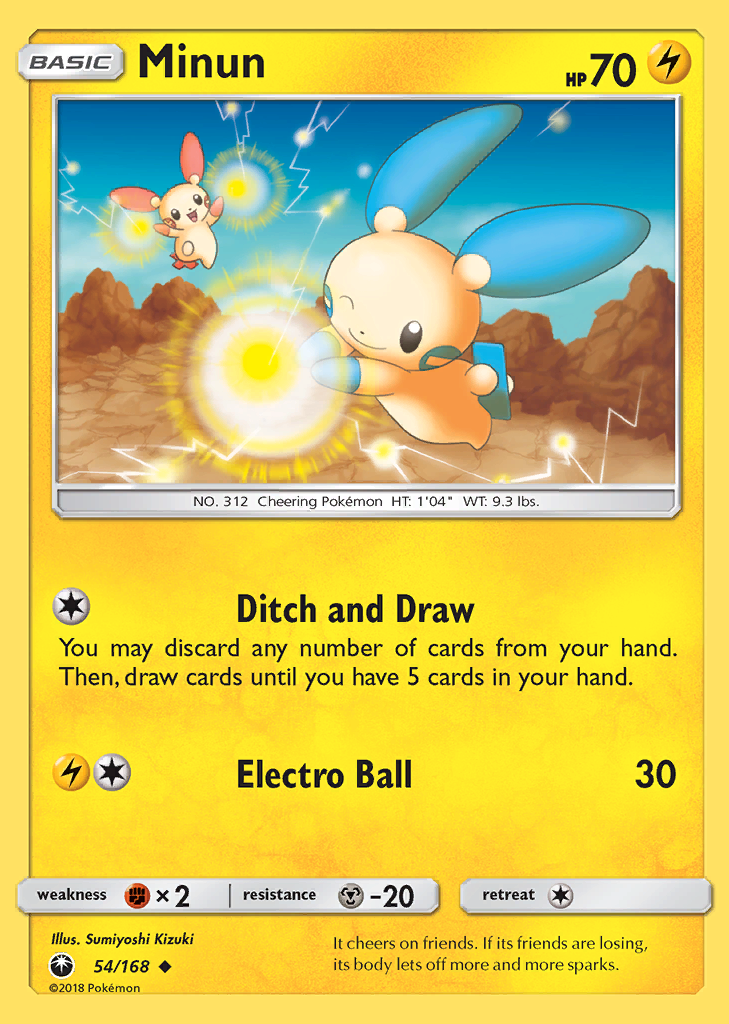 BASIC Minun HP 70
NO. 312 Cheering Pokémon HT: 1'04" WT: 9.3 lbs.
Ditch and Draw
You may discard any number of cards from your hand.
Then, draw cards until you have 5 cards in your hand.
Electro Ball 30
weakness × 2 resistance -20 retreat
Illus. Sumiyoshi Kizuki
54/168
©2018 Pokémon
It cheers on friends. If its friends are losing,
its body lets off more and more sparks.